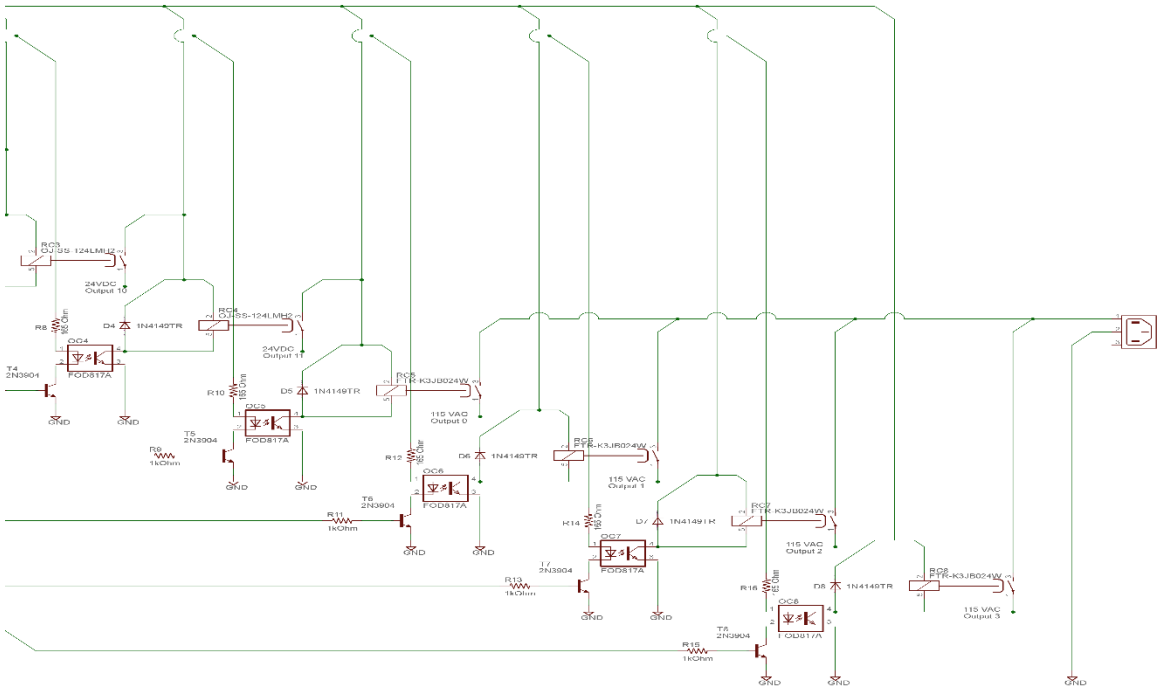 RC3
OJ-SS-124LMH2
24VDC
Output 10
R8
165 Ohm
D4
1N4149TR
RC4
OJ-SS-124LMH2
24VDC
Output 11
OC4
FOD817A
T4
2N3904
GND
GND
R10
165 Ohm
D5
1N4149TR
RC5
FTR-K3JB024W
115 VAC
Output 0
OC5
FOD817A
T5
2N3904
R9
1kOhm
GND
GND
R12
165 Ohm
D6
1N4149TR
FTR-K3JB024W
115 VAC
Output 1
OC6
FOD817A
T6
2N3904
R11
1kOhm
GND
GND
R14
165 Ohm
D7
1N4149TR
RC7
FTR-K3JB024W
115 VAC
Output 2
OC7
FOD817A
T7
2N3904
R13
1kOhm
GND
GND
R16
165 Ohm
D8
1N4149TR
RC8
FTR-K3JB024W
115 VAC
Output 3
OC8
FOD817A
T8
2N3904
R15
1kOhm
GND
GND
GND
1
2
3